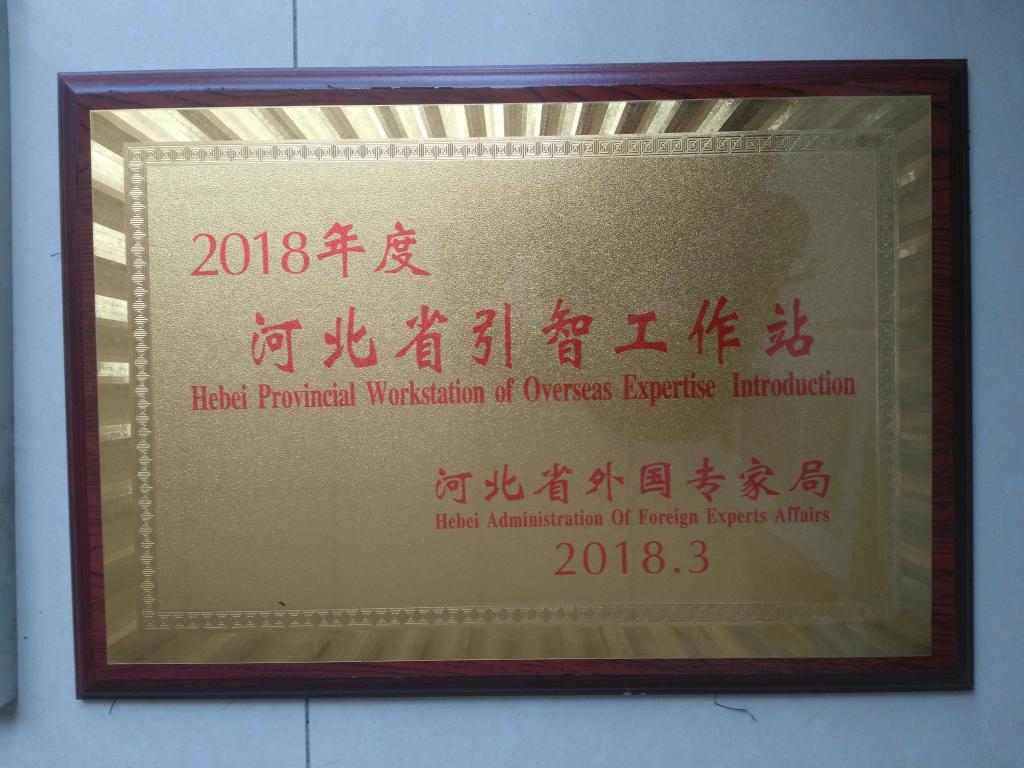 2018年度
河北省引智工作站
Hebei Provincial Workstation of Overseas Expertise Introduction
河北省外国专家局
Hebei Administration Of Foreign Experts Affairs
2018.3